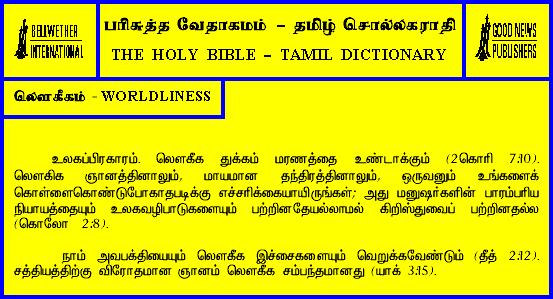 BELLWETHER
INTERNATIONAL
பரிசுத்த வேதாகமம் – தமிழ் சொல்லகராதி
THE HOLY BIBLE – TAMIL DICTIONARY
GOOD NEWS
PUBLISHERS
லௌகீகம் - WORLDLINESS
உலகப்பிரகாரம். லௌகீக துக்கம் மரணத்தை உண்டாக்கும் (2கொரி 7:10).
லௌகிக ஞானத்தினாலும், மாயமான தந்திரத்தினாலும், ஒருவனும் உங்களைக்
கொள்ளைகொண்டுபோகாதபடிக்கு எச்சரிக்கையாயிருங்கள்; அது மனுஷர்களின் பாரம்பரிய
நியாயத்தையும் உலகவழிபாடுகளையும் பற்றினதேயல்லாமல் கிறிஸ்துவைப் பற்றினதல்ல
(கொலோ 2:8).
நாம் அவபக்தியையும் லௌகீக இச்சைகளையும் வெறுக்கவேண்டும் (தீத் 2:12).
சத்தியத்திற்கு விரோதமான ஞானம் லௌகீக சம்பந்தமானது (யாக் 3:15).